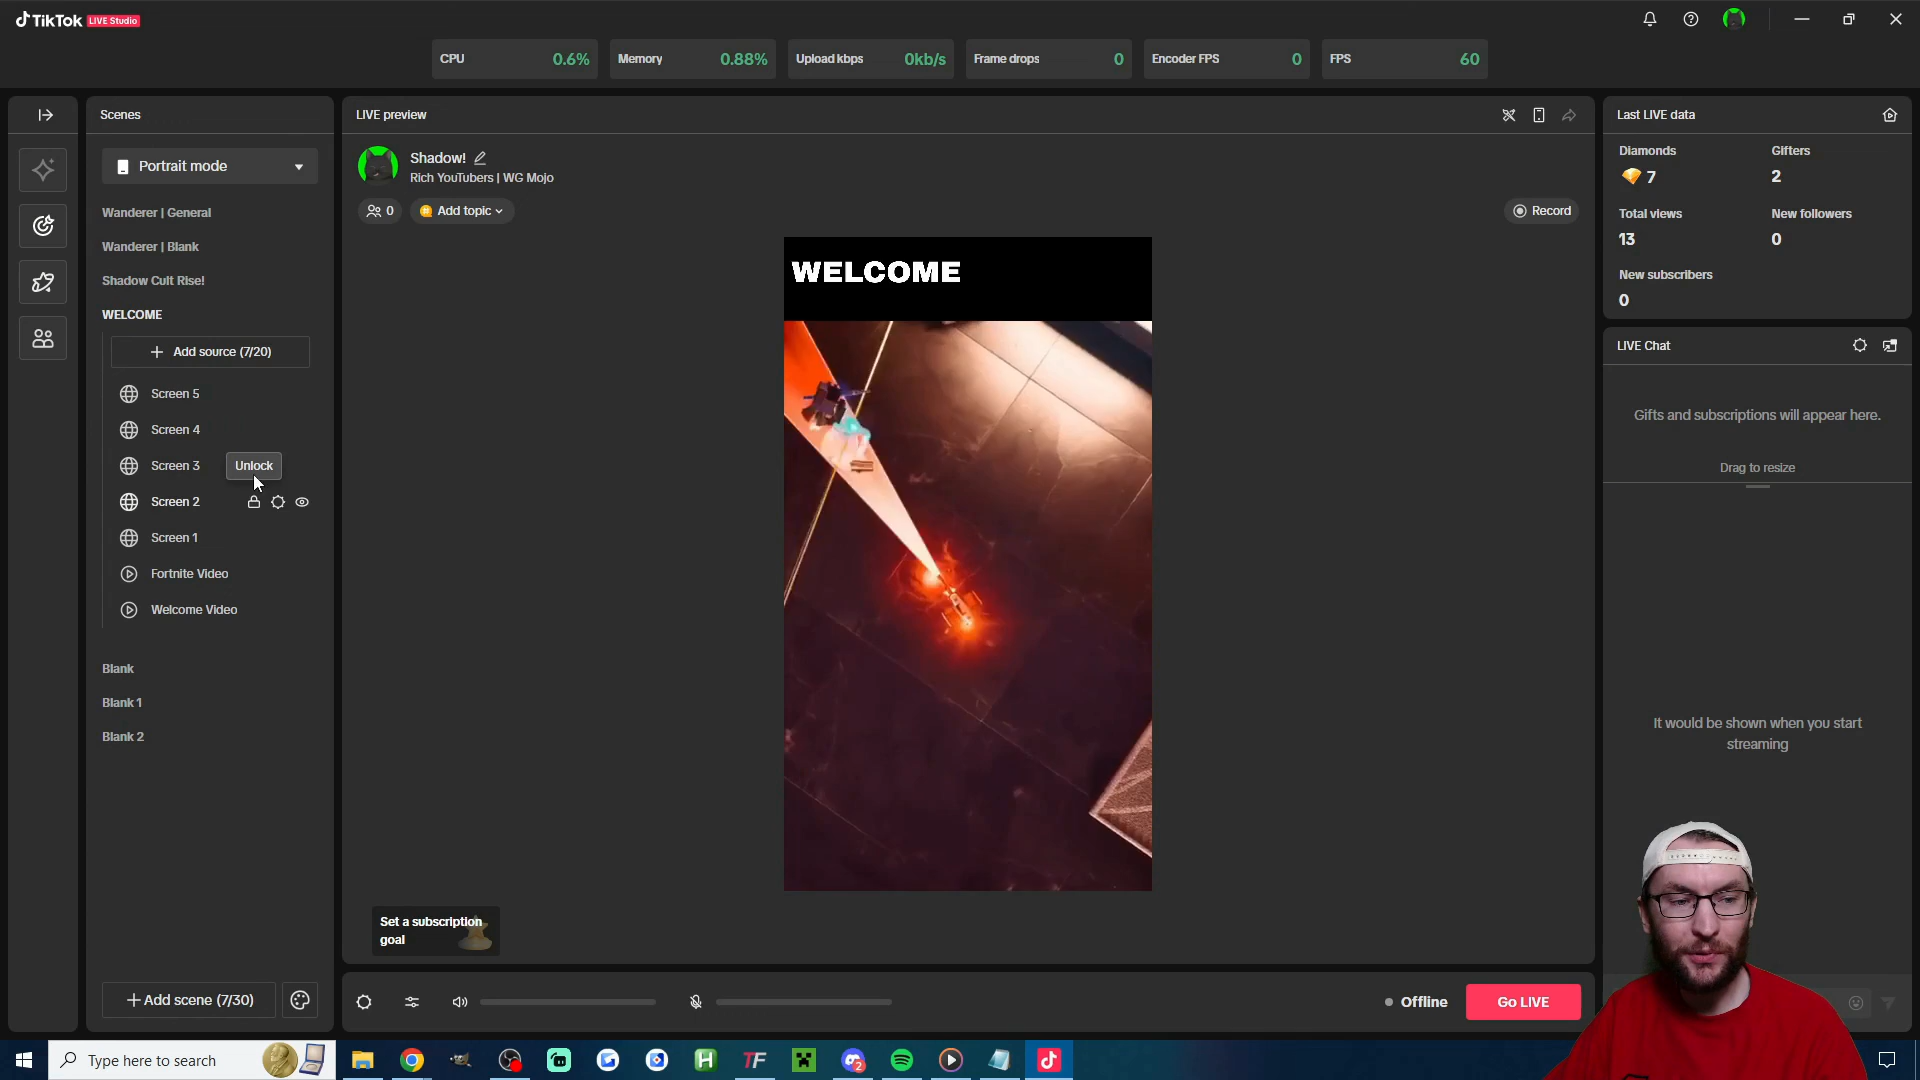 TikTok LIVE Studio
CPU 0.6%
Memory 0.88%
Upload kbps 0kb/s
Frame drops 0
Encoder FPS 0
FPS 60
Scenes
Portrait mode
Wanderer | General
Wanderer | Blank
Shadow Cult Rise!
WELCOME
+ Add source (7/20)
Screen 5
Screen 4
Screen 3
Unlock
Screen 2
Screen 1
Fortnite Video
Welcome Video
Blank
Blank 1
Blank 2
+ Add scene (7/30)
LIVE preview
Shadow!
Rich YouTubers | WG Mojo
0
Add topic
Record
WELCOME
Set a subscription
goal
Offline
Go LIVE
Last LIVE data
Diamonds
7
Gifters
2
Total views
13
New followers
0
New subscribers
0
LIVE Chat
Gifts and subscriptions will appear here.
Drag to resize
It would be shown when you start
streaming
Type here to search
H
TF
2